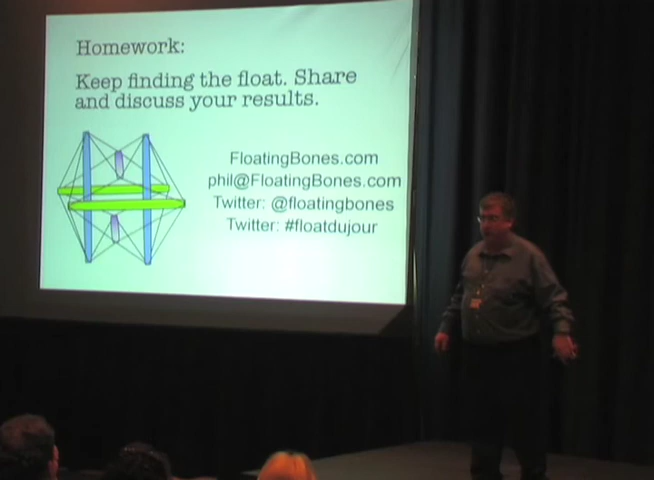 Homework:
Keep finding the float. Share
and discuss your results.
FloatingBones.com
phil@FloatingBones.com
Twitter: @floatingbones
Twitter: #floatdujour